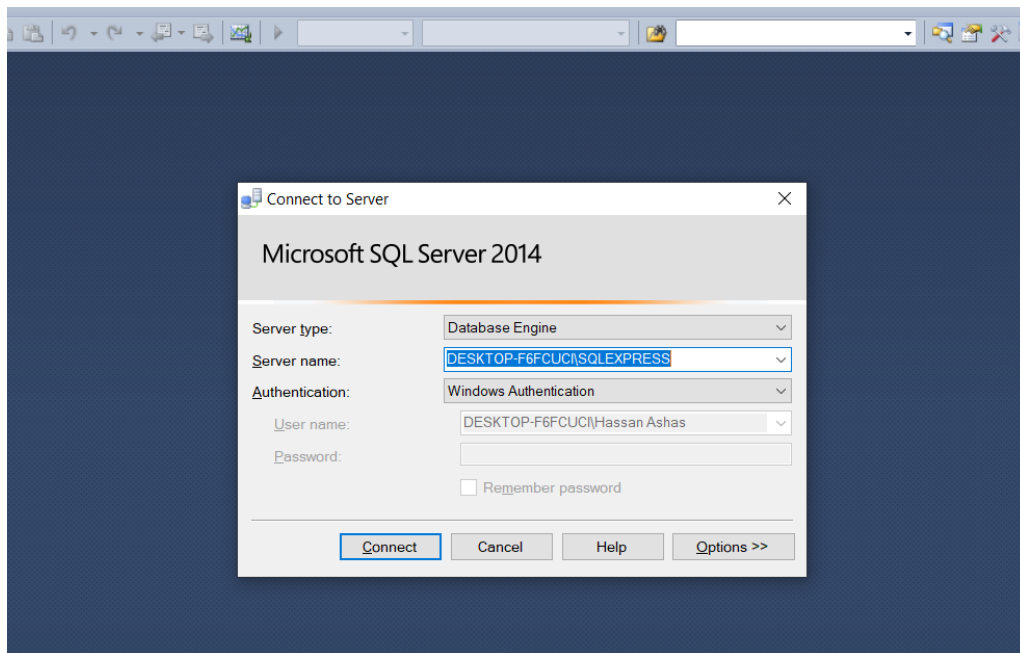 Connect to Server
Microsoft SQL Server 2014
Server type:
Database Engine
Server name:
DESKTOP-F6FCUCI\SQLEXPRESS
Authentication:
Windows Authentication
User name:
DESKTOP-F6FCUCI\Hassan Ashas
Password:
Remember password
Connect
Cancel
Help
Options >>